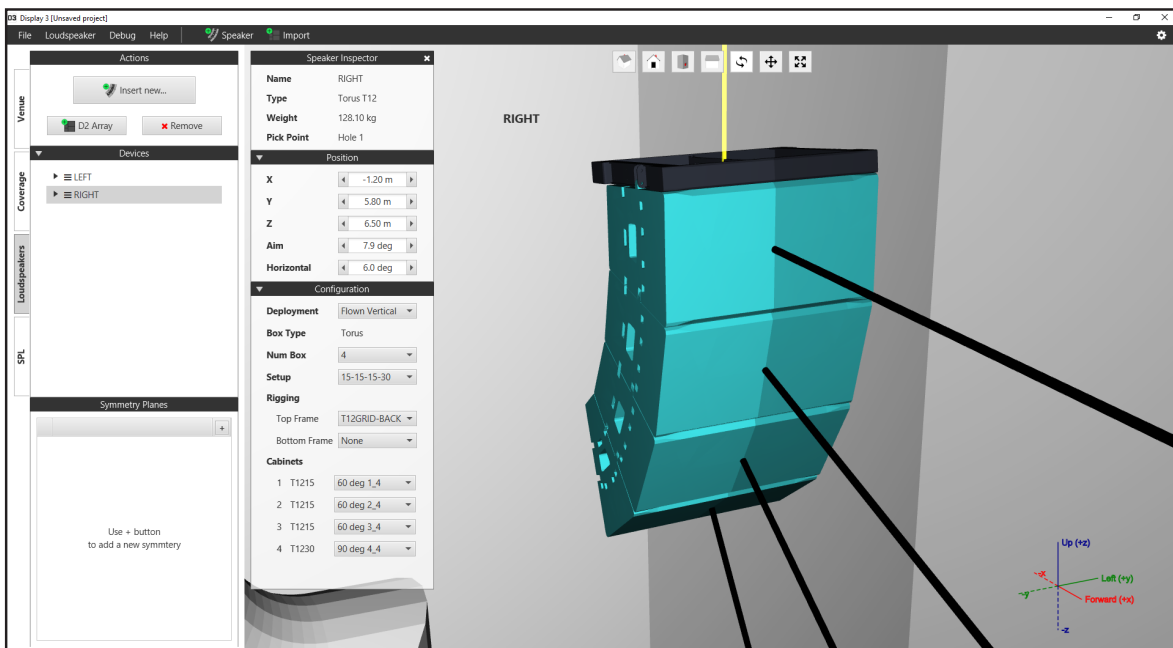 D3 Display 3 [Unsaved project]
File Loudspeaker Debug Help Speaker Import
Actions
Insert new...
D2 Array Remove
Devices
LEFT
RIGHT
Symmetry Planes
+
Use + button
to add a new symmtery
Venue
Coverage
Loudspeakers
SPL
Speaker Inspector
Name RIGHT
Type Torus T12
Weight 128.10 kg
Pick Point Hole 1
Position
X -1.20 m
Y 5.80 m
Z 6.50 m
Aim 7.9 deg
Horizontal 6.0 deg
Configuration
Deployment Flown Vertical
Box Type Torus
Num Box 4
Setup 15-15-15-30
Rigging
Top Frame T12GRID-BACK
Bottom Frame None
Cabinets
1 T1215 60 deg 1_4
2 T1215 60 deg 2_4
3 T1215 60 deg 3_4
4 T1230 90 deg 4_4
RIGHT
Up (+z)
-x
Left (+y)
-y
Forward (+x)
-z